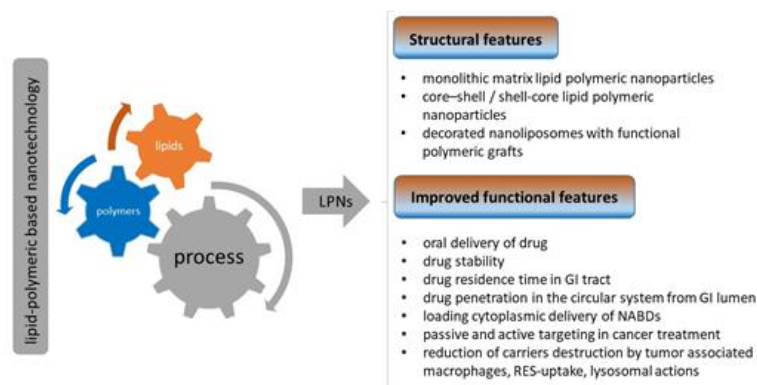 lipid-polymeric based nanotechnology
lipids
polymers
process
LPNs
Structural features
• monolithic matrix lipid polymeric nanoparticles
• core–shell / shell-core lipid polymeric
nanoparticles
• decorated nanoliposomes with functional
polymeric grafts
Improved functional features
• oral delivery of drug
• drug stability
• drug residence time in GI tract
• drug penetration in the circular system from GI lumen
• loading cytoplasmic delivery of NABDs
• passive and active targeting in cancer treatment
• reduction of carriers destruction by tumor associated
macrophages, RES-uptake, lysosomal actions